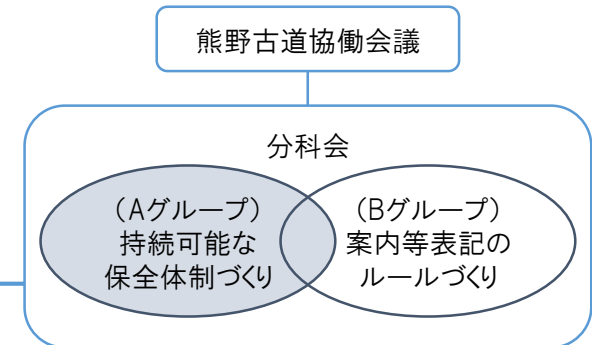 熊野古道協働会議
分科会
（Aグループ）
持続可能な
保全体制づくり
（Bグループ）
案内等表記の
ルールづくり